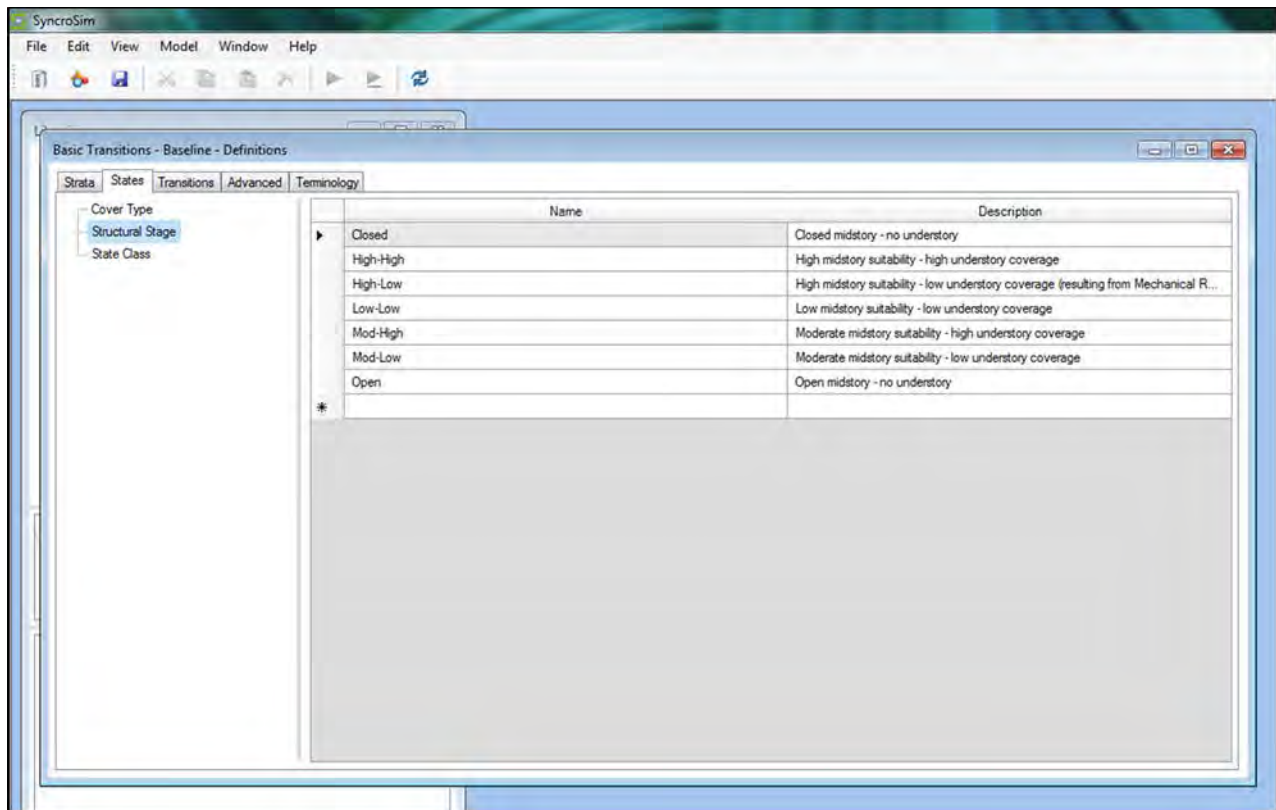 SyncroSim
File Edit View Model Window Help
Basic Transitions - Baseline - Definitions
Strata States Transitions Advanced Terminology
Cover Type
Structural Stage
State Class
Name Description
Closed Closed midstory - no understory
High-High High midstory suitability - high understory coverage
High-Low High midstory suitability - low understory coverage (resulting from Mechanical R...
Low-Low Low midstory suitability - low understory coverage
Mod-High Moderate midstory suitability - high understory coverage
Mod-Low Moderate midstory suitability - low understory coverage
Open Open midstory - no understory